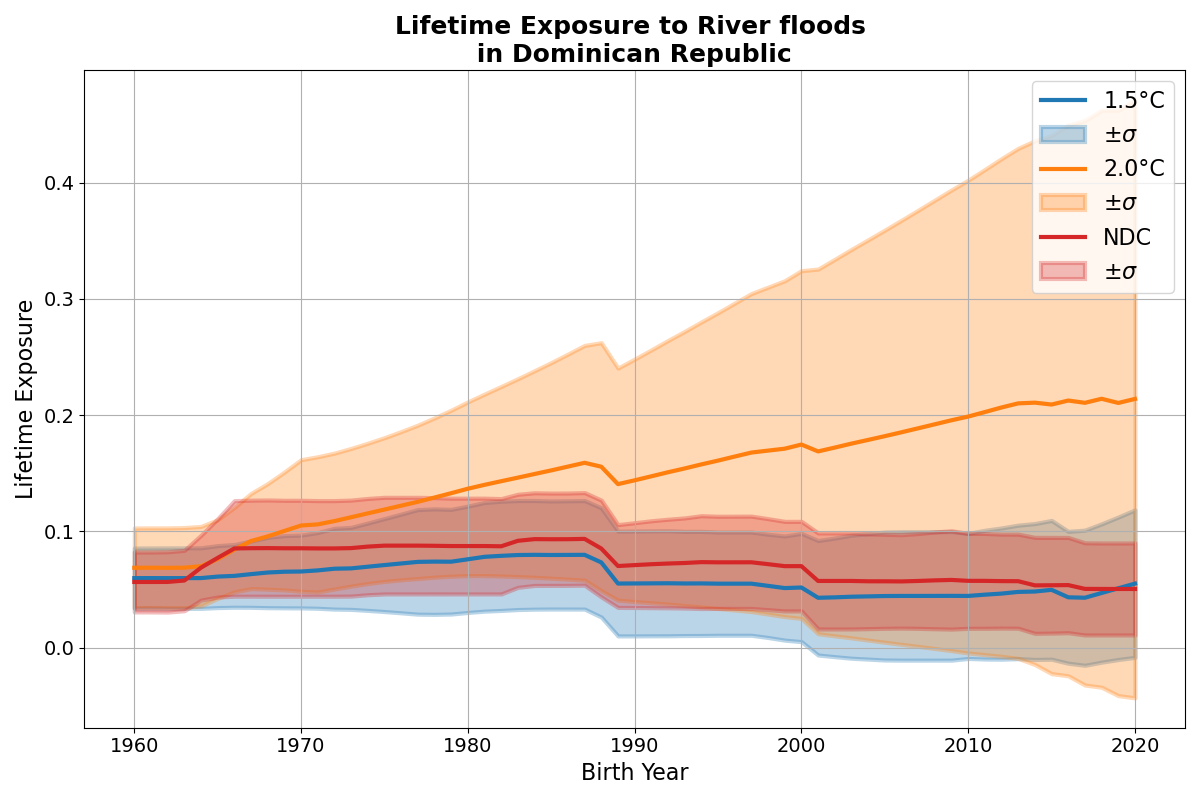 Lifetime Exposure to River floods
in Dominican Republic
1.5°C
±σ
2.0°C
±σ
NDC
±σ
Lifetime Exposure
0.4
0.3
0.2
0.1
0.0
1960
1970
1980
1990
2000
2010
2020
Birth Year